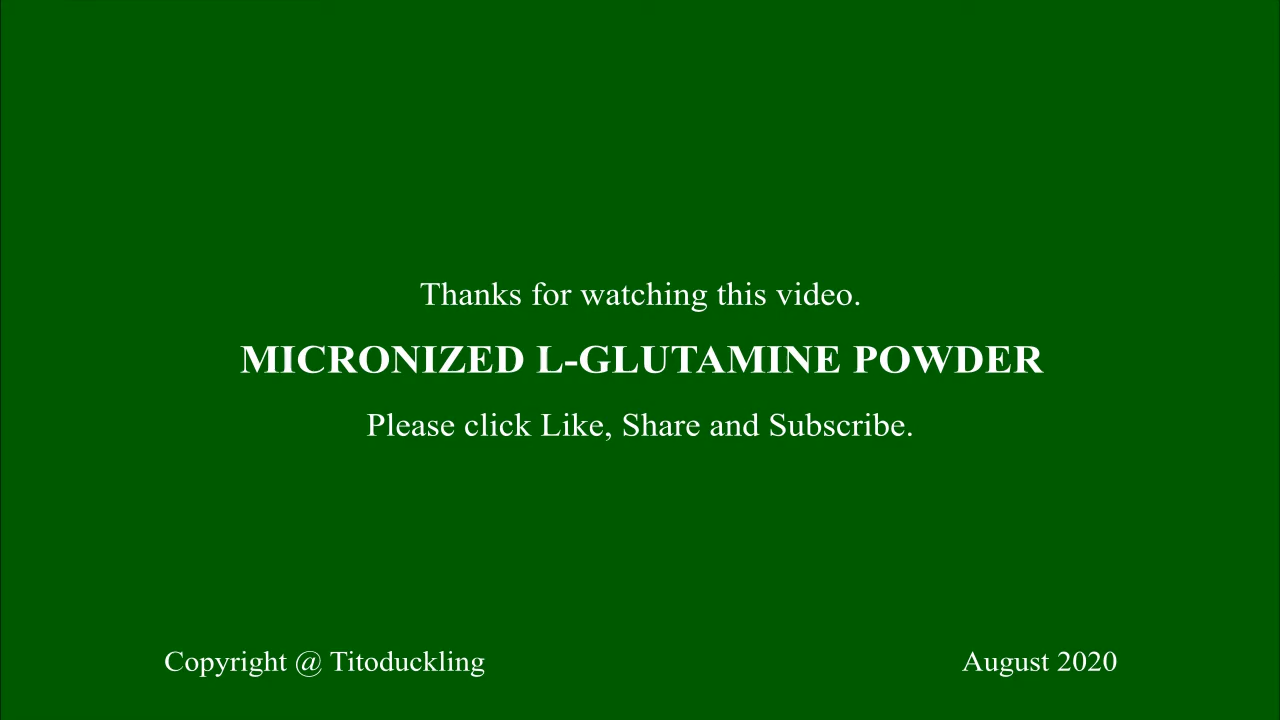 Thanks for watching this video.
MICRONIZED L-GLUTAMINE POWDER
Please click Like, Share and Subscribe.
Copyright @ Titoduckling
August 2020